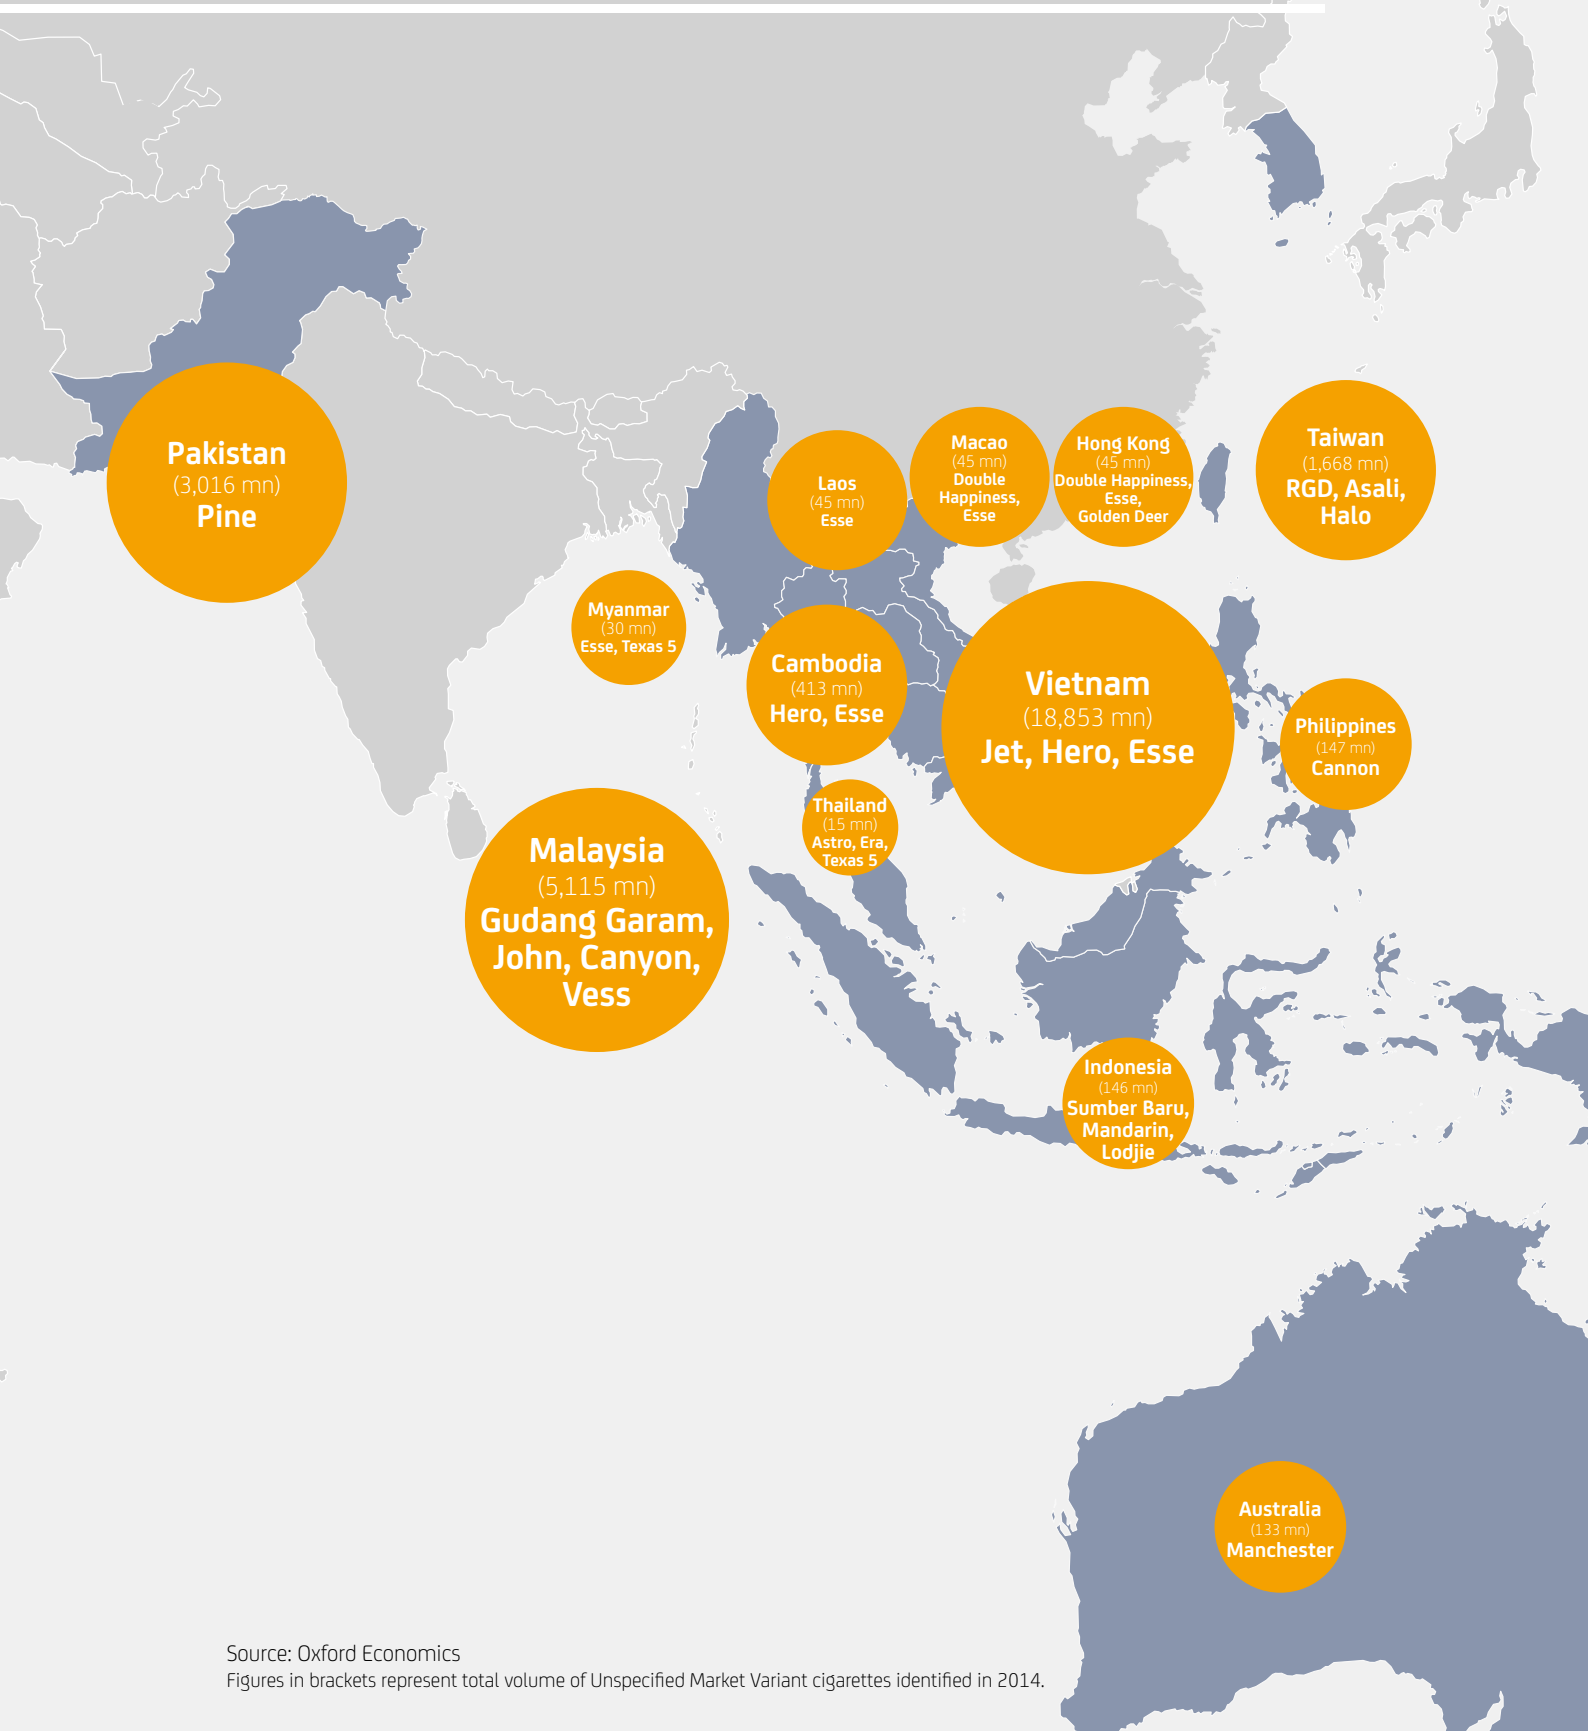 Pakistan
(3,016 mn)
Pine
Laos
(45 mn)
Esse
Macao
(45 mn)
Double
Happiness,
Esse
Hong Kong
(45 mn)
Double Happiness,
Esse,
Golden Deer
Taiwan
(1,668 mn)
RGD, Asali,
Halo
Myanmar
(30 mn)
Esse, Texas 5
Cambodia
(413 mn)
Hero, Esse
Vietnam
(18,853 mn)
Jet, Hero, Esse
Philippines
(147 mn)
Cannon
Thailand
(15 mn)
Astro, Era,
Texas 5
Malaysia
(5,115 mn)
Gudang Garam,
John, Canyon,
Vess
Indonesia
(146 mn)
Sumber Baru,
Mandarin,
Lodjie
Australia
(133 mn)
Manchester
Source: Oxford Economics
Figures in brackets represent total volume of Unspecified Market Variant cigarettes identified in 2014.